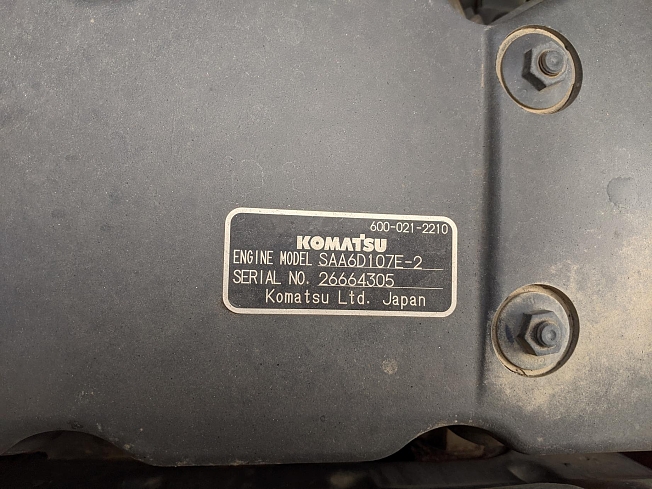 600-021-2210
KOMATSU
ENGINE MODEL SAA6D107E-2
SERIAL NO. 26664305
Komatsu Ltd. Japan